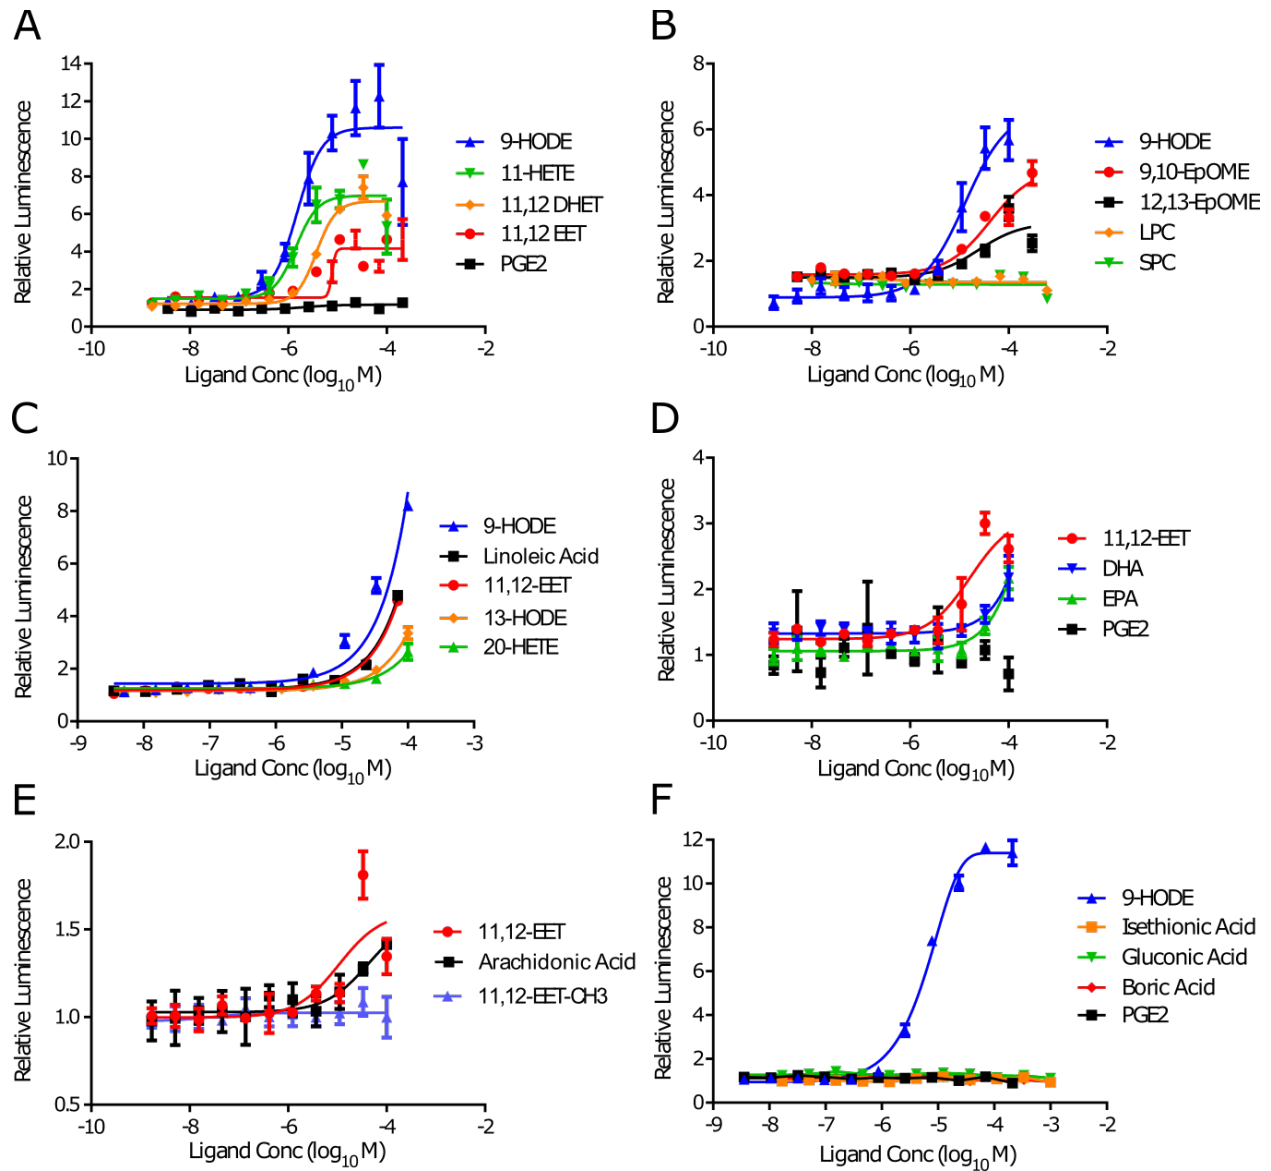 A
Relative Luminescence
14
12
10
8
6
4
2
0
-10
-8
-6
-4
-2
Ligand Conc (log10 M)
9-HODE
11-HETE
11,12 DHET
11,12 EET
PGE2
B
Relative Luminescence
8
6
4
2
0
-10
-8
-6
-4
-2
Ligand Conc (log10 M)
9-HODE
9,10-EpOME
12,13-EpOME
LPC
SPC
C
Relative Luminescence
10
8
6
4
2
0
-9
-8
-7
-6
-5
-4
-3
Ligand Conc (log10 M)
9-HODE
Linoleic Acid
11,12-EET
13-HODE
20-HETE
D
Relative Luminescence
4
3
2
1
0
-10
-8
-6
-4
-2
Ligand Conc (log10 M)
11,12-EET
DHA
EPA
PGE2
E
Relative Luminescence
2.0
1.5
1.0
0.5
-10
-8
-6
-4
-2
Ligand Conc (log10 M)
11,12-EET
Arachidonic Acid
11,12-EET-CH3
F
Relative Luminescence
12
10
8
6
4
2
0
-9
-8
-7
-6
-5
-4
-3
Ligand Conc (log10 M)
9-HODE
Isethionic Acid
Gluconic Acid
Boric Acid
PGE2